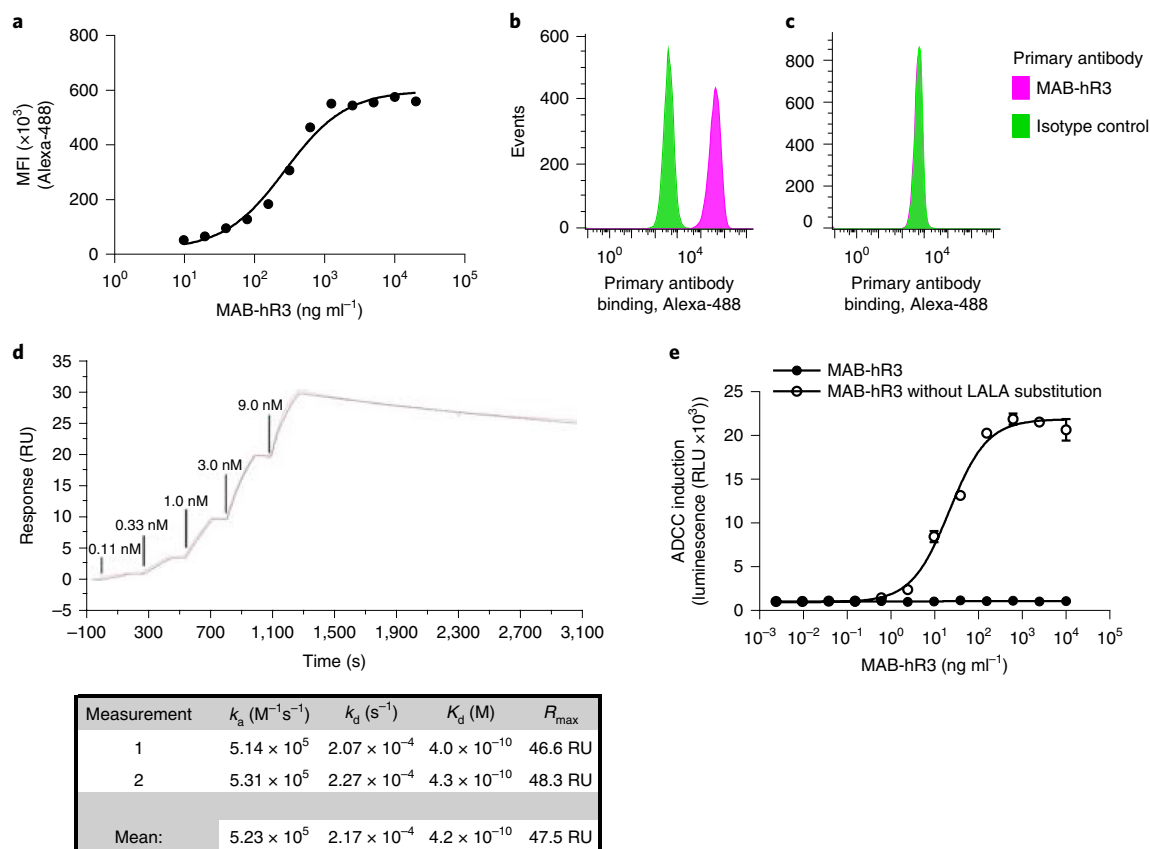 a
800
600
400
200
0
MFI (×10³)
(Alexa-488)
10⁰ 10¹ 10² 10³ 10⁴ 10⁵
MAB-hR3 (ng ml⁻¹)
b
600
400
200
0
Events
10⁰ 10⁴
Primary antibody
binding, Alexa-488
c
800
600
400
200
0
10⁰ 10⁴
Primary antibody
binding, Alexa-488
Primary antibody
MAB-hR3
Isotype control
d
35
30
25
20
15
10
5
0
−5
Response (RU)
0.11 nM
0.33 nM
1.0 nM
3.0 nM
9.0 nM
−100 300 700 1,100 1,500 1,900 2,300 2,700 3,100
Time (s)
Measurement kₐ (M⁻¹s⁻¹) k_d (s⁻¹) K_d (M) R_max
1 5.14 × 10⁵ 2.07 × 10⁻⁴ 4.0 × 10⁻¹⁰ 46.6 RU
2 5.31 × 10⁵ 2.27 × 10⁻⁴ 4.3 × 10⁻¹⁰ 48.3 RU
Mean: 5.23 × 10⁵ 2.17 × 10⁻⁴ 4.2 × 10⁻¹⁰ 47.5 RU
e
MAB-hR3
MAB-hR3 without LALA substitution
25
20
15
10
5
0
ADCC induction
(luminescence (RLU ×10³))
10⁻³ 10⁻² 10⁻¹ 10⁰ 10¹ 10² 10³ 10⁴ 10⁵
MAB-hR3 (ng ml⁻¹)